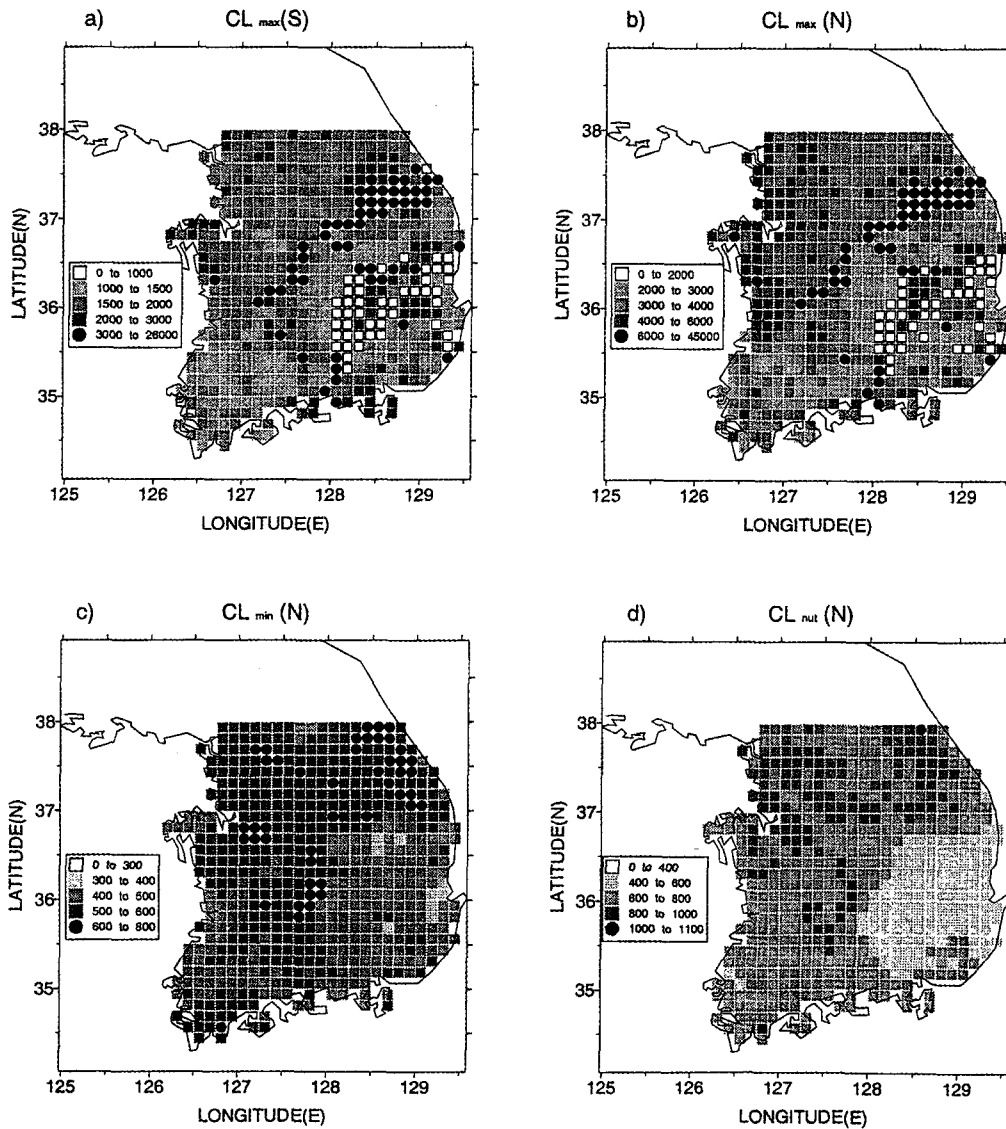 a) CL max(S)
38
37
36
35
LATITUDE(N)
0 to 1000
1000 to 1500
1500 to 2000
2000 to 3000
3000 to 26000
125 126 127 128 129
LONGITUDE(E)
b) CL max (N)
38
37
36
35
LATITUDE(N)
0 to 2000
2000 to 3000
3000 to 4000
4000 to 6000
6000 to 45000
125 126 127 128 129
LONGITUDE(E)
c) CL min (N)
38
37
36
35
LATITUDE(N)
0 to 300
300 to 400
400 to 500
500 to 600
600 to 800
125 126 127 128 129
LONGITUDE(E)
d) CL nut (N)
38
37
36
35
LATITUDE(N)
0 to 400
400 to 600
600 to 800
800 to 1000
1000 to 1100
125 126 127 128 129
LONGITUDE(E)